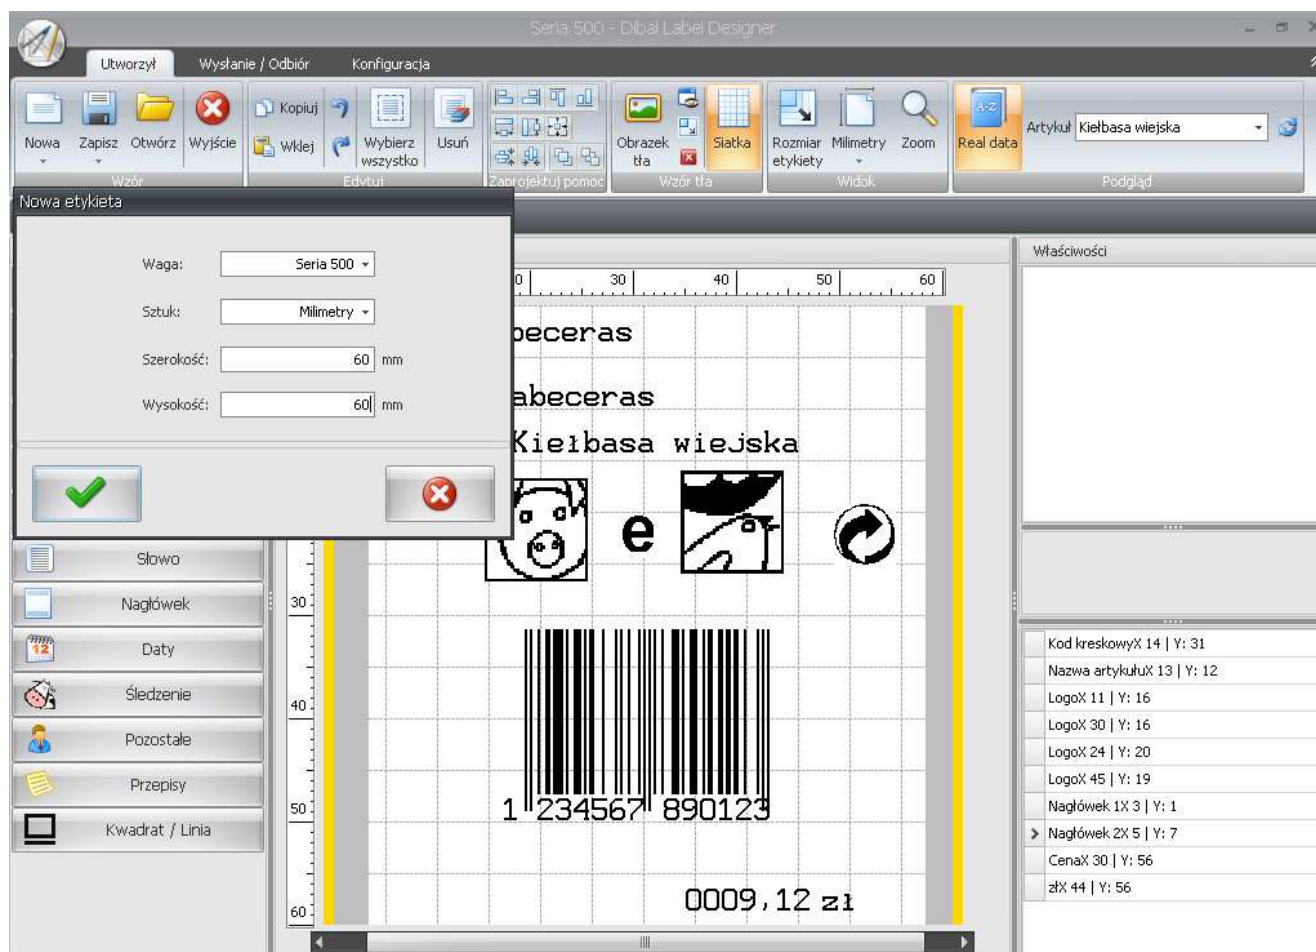 Seria 500 - Dibal Label Designer
Utworzył Wysłanie / Odbiór Konfiguracja
Nowa Zapisz Otwórz Wyjście
Wzór
Kopiuj
Wklej
Wybierz
wszystko
Usuń
Edytuj
Zaprojektuj pomoc
Obrazek
tła
Siatka
Wzór tła
Rozmiar
etykiety
Milimetry
Zoom
Widok
A-Z
Real data
Artykuł Kiełbasa wiejska
Podgląd
Nowa etykieta
Waga: Seria 500
Sztuk: Milimetry
Szerokość: 60 mm
Wysokość: 60 mm
Słowo
Nagłówek
12
Daty
Śledzenie
Pozostałe
Przepisy
Kwadrat / Linia
0 30 40 50 60
30
40
50
60
beceras
abeceras
Kiełbasa wiejska
e
1 234567 890123
0009,12 zł
Właściwości
Kod kreskowyX 14 | Y: 31
Nazwa artykułuX 13 | Y: 12
LogoX 11 | Y: 16
LogoX 30 | Y: 16
LogoX 24 | Y: 20
LogoX 45 | Y: 19
Nagłówek 1X 3 | Y: 1
Nagłówek 2X 5 | Y: 7
CenaX 30 | Y: 56
złX 44 | Y: 56